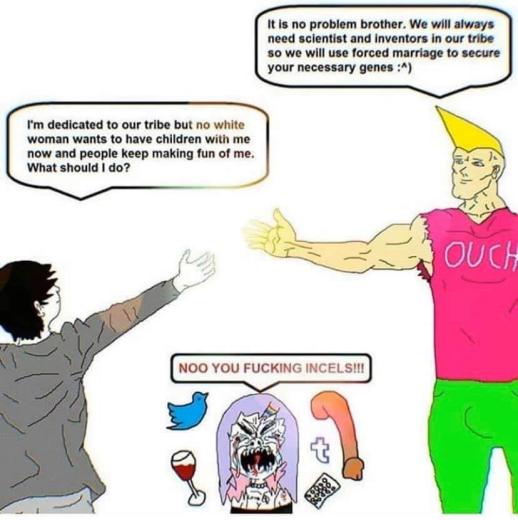 It is no problem brother. We will always
need scientist and inventors in our tribe
so we will use forced marriage to secure
your necessary genes :^)
I'm dedicated to our tribe but no white
woman wants to have children with me
now and people keep making fun of me.
What should I do?
OUCH
NOO YOU FUCKING INCELS!!!
t